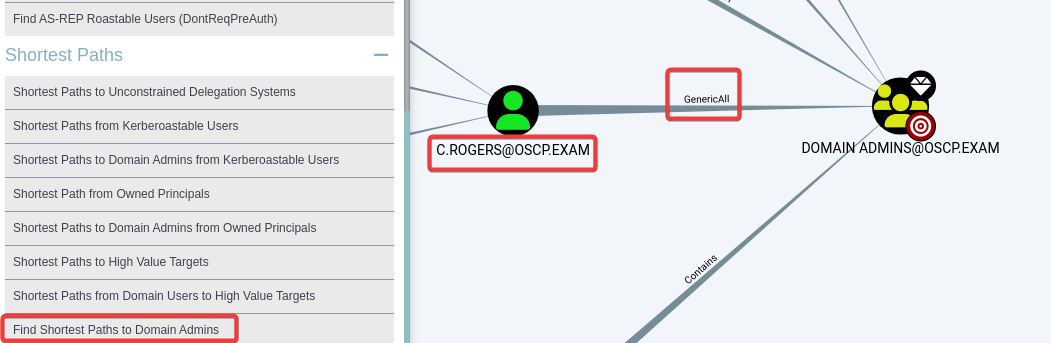 Find AS-REP Roastable Users (DontReqPreAuth)
Shortest Paths
Shortest Paths to Unconstrained Delegation Systems
Shortest Paths from Kerberoastable Users
Shortest Paths to Domain Admins from Kerberoastable Users
Shortest Path from Owned Principals
Shortest Paths to Domain Admins from Owned Principals
Shortest Paths to High Value Targets
Shortest Paths from Domain Users to High Value Targets
Find Shortest Paths to Domain Admins
GenericAll
C.ROGERS@OSCP.EXAM
DOMAIN ADMINS@OSCP.EXAM
Contains